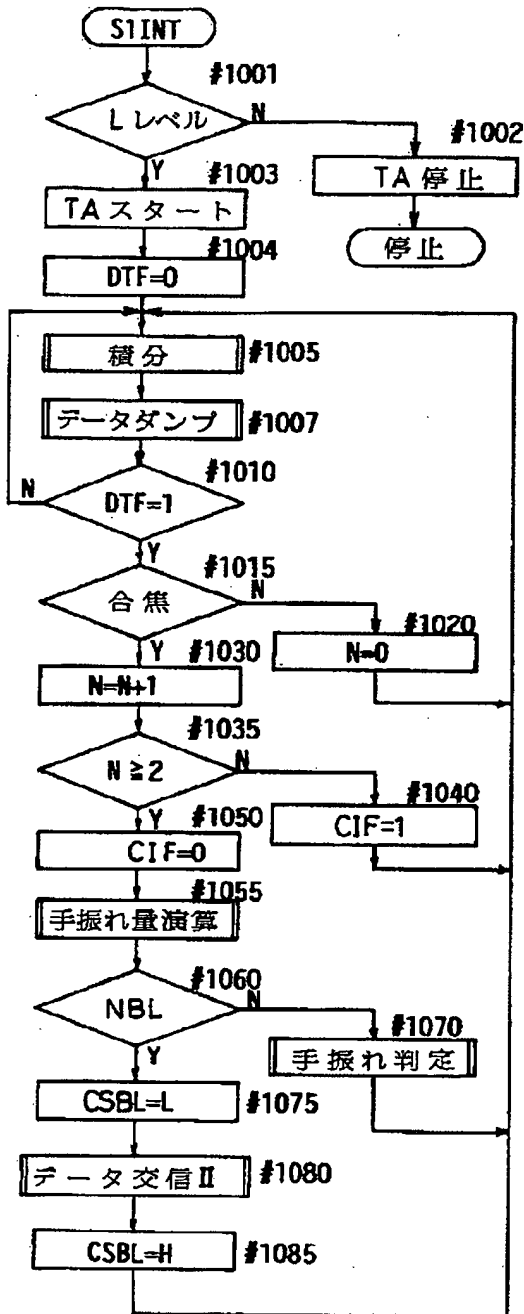 S1INT
#1001
Lレベル
N
#1002
TA 停止
停止
Y
#1003
TAスタート
#1004
DTF=0
積分
#1005
データダンプ
#1007
#1010
N
DTF=1
Y
#1015
合焦
N
#1020
N=0
Y
#1030
N=N+1
#1035
N≧2
N
#1040
CIF=1
Y
#1050
CIF=0
#1055
手振れ量演算
#1060
NBL
N
#1070
手振れ判定
Y
CSBL=L
#1075
データ交信II
#1080
CSBL=H
#1085